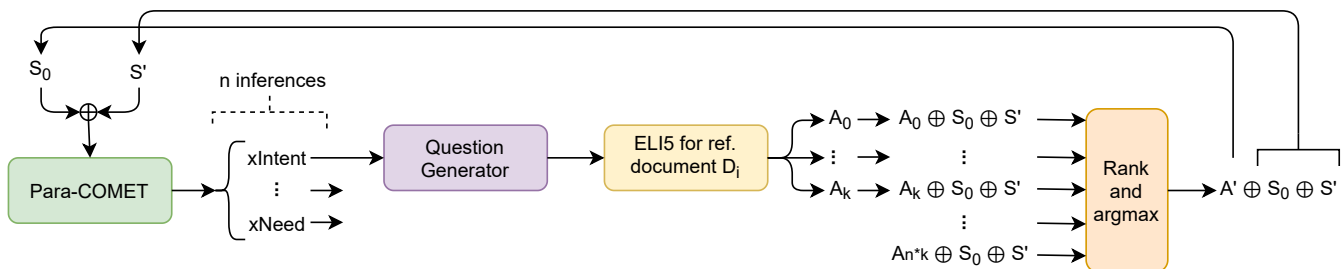 S₀
S'
n inferences
⊕
Para-COMET
xIntent
⋮
xNeed
Question
Generator
ELI5 for ref.
document Dᵢ
A₀
⋮
Aₖ
A₀ ⊕ S₀ ⊕ S'
⋮
Aₖ ⊕ S₀ ⊕ S'
⋮
Aₙ*ₖ ⊕ S₀ ⊕ S'
Rank
and
argmax
A' ⊕ S₀ ⊕ S'